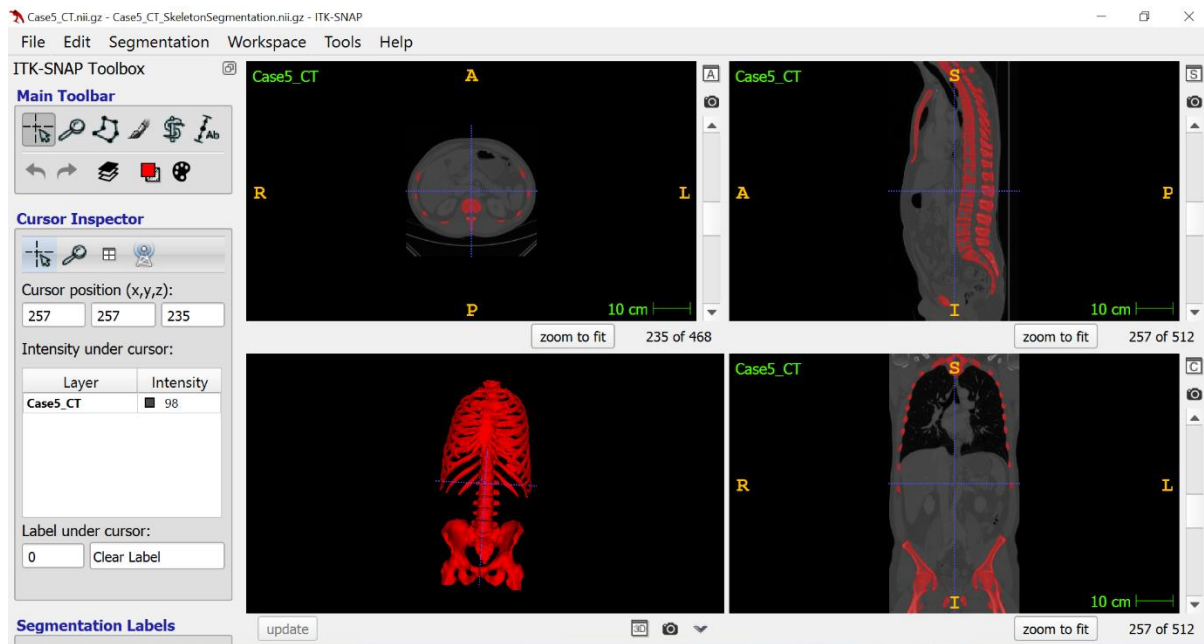 Case5_CT.nii.gz - Case5_CT_SkeletonSegmentation.nii.gz - ITK-SNAP
File Edit Segmentation Workspace Tools Help
ITK-SNAP Toolbox
Main Toolbar
Ab
Cursor Inspector
Cursor position (x,y,z):
257 257 235
Intensity under cursor:
Layer Intensity
Case5_CT 98
Label under cursor:
0 Clear Label
Segmentation Labels
Case5_CT
A
R
L
P
10 cm
A
zoom to fit 235 of 468
Case5_CT
S
A
P
I
10 cm
S
zoom to fit 257 of 512
update 3D
Case5_CT
S
R
L
I
10 cm
C
zoom to fit 257 of 512